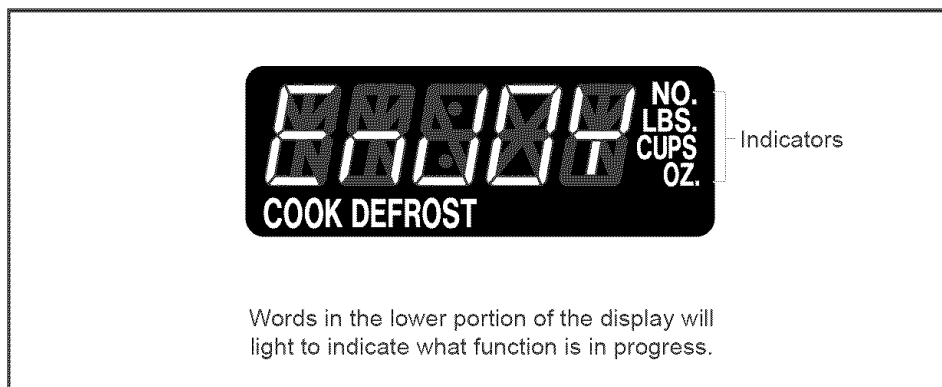 EnJOY
NO.
LBS.
CUPS
OZ.
Indicators
COOK DEFROST
Words in the lower portion of the display will
light to indicate what function is in progress.